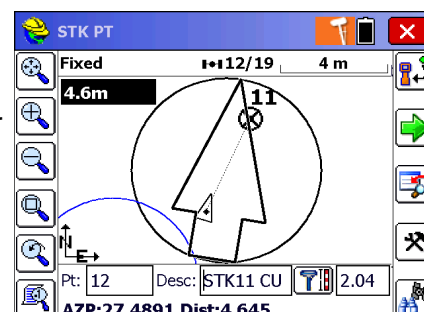 STK PT
Fixed 12/19 4 m
4.6m
11
N
E
Pt: 12 Desc: STK11 CU 2.04
AZP:27.4891 Dist:4.645